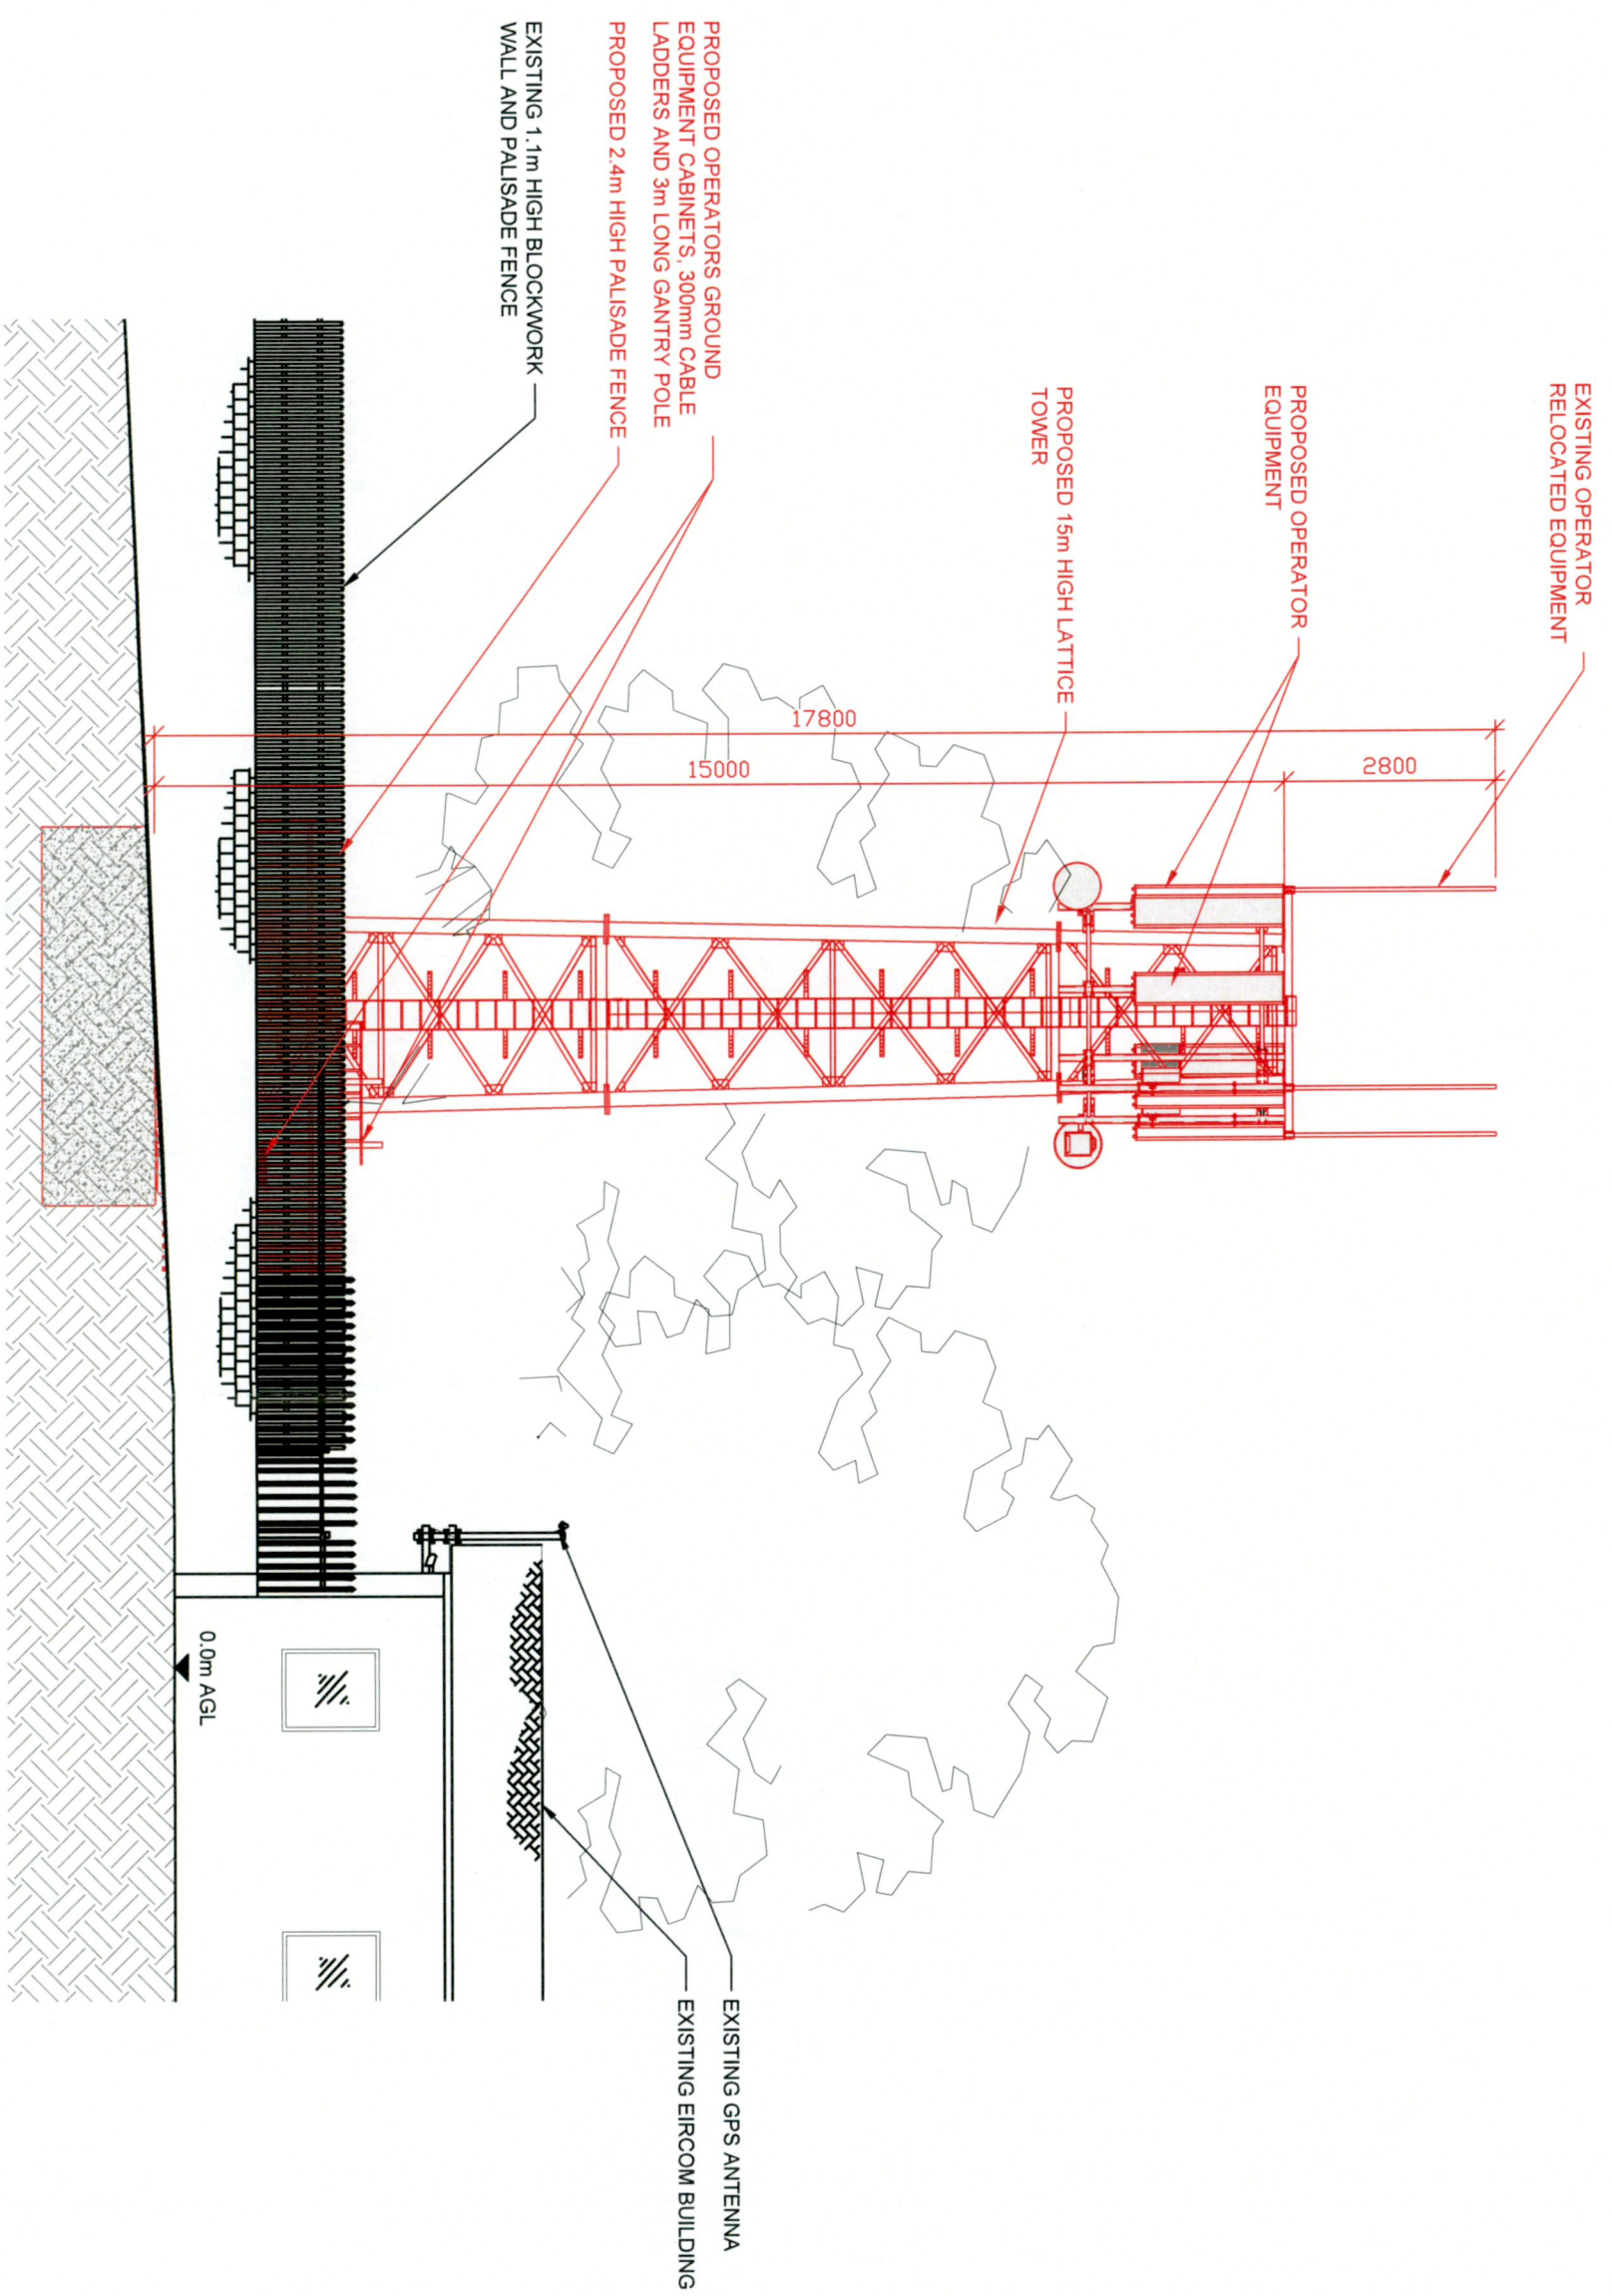 EXISTING OPERATOR
RELOCATED EQUIPMENT
PROPOSED OPERATOR
EQUIPMENT
PROPOSED 15m HIGH LATTICE
TOWER
PROPOSED OPERATORS GROUND
EQUIPMENT CABINETS, 300mm CABLE
LADDERS AND 3m LONG GANTRY POLE
PROPOSED 2.4m HIGH PALISADE FENCE
EXISTING 1.1m HIGH BLOCKWORK
WALL AND PALISADE FENCE
2800
17800
15000
EXISTING GPS ANTENNA
EXISTING EIRCOM BUILDING
0.0m AGL